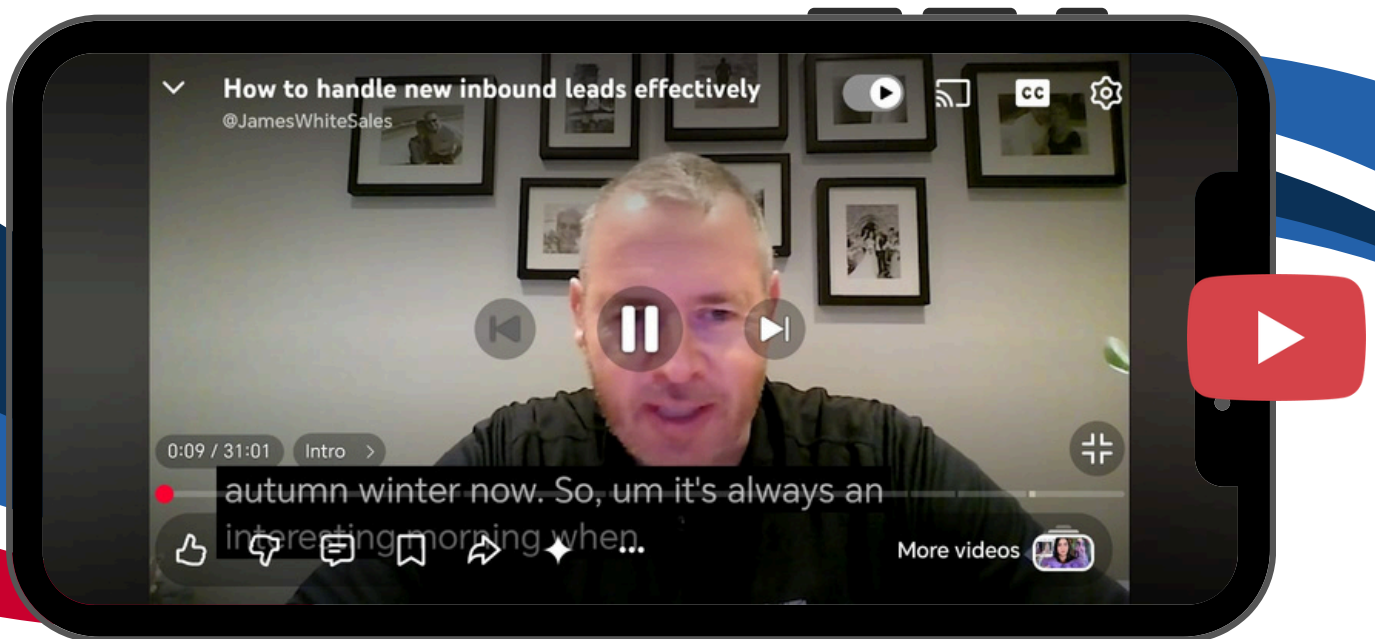 How to handle new inbound leads effectively
@JamesWhiteSales
CC
0:09 / 31:01 Intro >
autumn winter now. So, um it's always an
interesting morning when
More videos